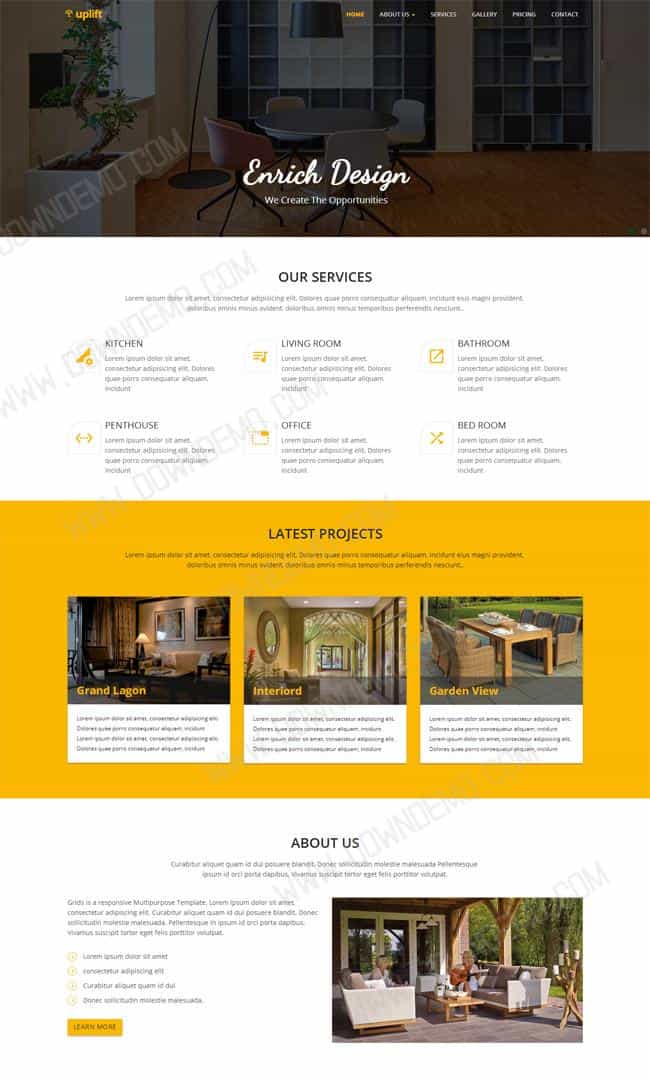 uplift
HOME ABOUT US SERVICES GALLERY PRICING CONTACT
Enrich Design
We Create The Opportunities
OUR SERVICES
Lorem ipsum dolor sit amet, consectetur adipisicing elit. Dolores quae porro consequatur aliquam, incidunt eius magni provident,
dolores omnis minus ovident, doloribus omnis minus temporibus perferendis nesciunt..
KITCHEN
Lorem ipsum dolor sit amet,
consectetur adipisicing elit. Dolores
quae porro consequatur aliquam,
incidunt
LIVING ROOM
Lorem ipsum dolor sit amet,
consectetur adipisicing elit. Dolores
quae porro consequatur aliquam,
incidunt
BATHROOM
Lorem ipsum dolor sit amet,
consectetur adipisicing elit. Dolores
quae porro consequatur aliquam,
incidunt
PENTHOUSE
Lorem ipsum dolor sit amet,
consectetur adipisicing elit. Dolores
quae porro consequatur aliquam,
incidunt
OFFICE
Lorem ipsum dolor sit amet,
consectetur adipisicing elit. Dolores
quae porro consequatur aliquam,
incidunt
BED ROOM
Lorem ipsum dolor sit amet,
consectetur adipisicing elit. Dolores
quae porro consequatur aliquam,
incidunt
LATEST PROJECTS
Lorem ipsum dolor sit amet, consectetur adipisicing elit. Dolores quae porro consequatur aliquam, incidunt eius magni provident,
dolores omnis minus ovident, doloribus omnis minus temporibus perferendis nesciunt..
Grand Lagon
Lorem ipsum dolor sit amet, consectetur adipisicing elit.
Dolores quae porro consequatur aliquam, incidunt
Lorem ipsum dolor sit amet, consectetur adipisicing elit.
Dolores quae porro consequatur aliquam, incidunt
Interiord
Lorem ipsum dolor sit amet, consectetur adipisicing elit.
Dolores quae porro consequatur aliquam, incidunt
Lorem ipsum dolor sit amet, consectetur adipisicing elit.
Dolores quae porro consequatur aliquam, incidunt
Garden View
Lorem ipsum dolor sit amet, consectetur adipisicing elit.
Dolores quae porro consequatur aliquam, incidunt
Lorem ipsum dolor sit amet, consectetur adipisicing elit.
Dolores quae porro consequatur aliquam, incidunt
ABOUT US
Curabitur aliquet quam id dui posuere blandit. Donec sollicitudin molestie malesuada Pellentesque
ipsum id orci porta dapibus. Vivamus suscipit tortor eget felis porttitor volutpat.
Grids is a responsive Multipurpose Template. Lorem ipsum dolor sit amet,
consectetur adipiscing elit. Curabitur aliquet quam id dui posuere blandit. Donec
sollicitudin molestie malesuada. Pellentesque in ipsum id orci porta dapibus.
Vivamus suscipit tortor eget felis porttitor volutpat.
Lorem ipsum dolor sit amet
consectetur adipiscing elit
Curabitur aliquet quam id dui
Donec sollicitudin molestie malesuada.
LEARN MORE
WWW.DOWNDEMO.COM